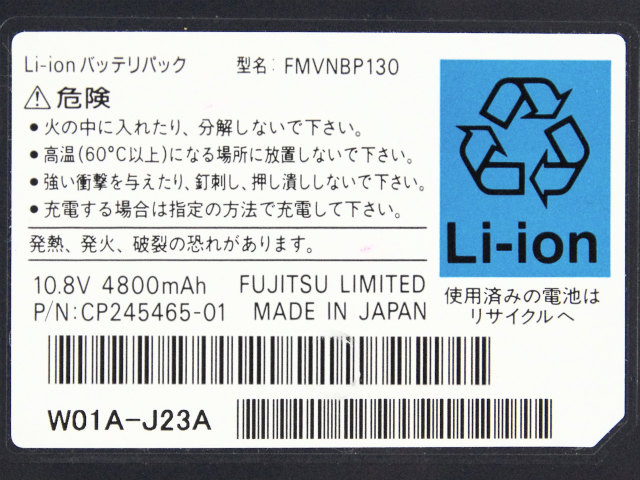 Li-ionバッテリパック 型名: FMVNBP130
⚠危険
●火の中に入れたり、分解しないで下さい。
●高温(60°C以上)になる場所に放置しないで下さい。
●強い衝撃を与えたり、釘刺し、押し潰ししないで下さい。
●充電する場合は指定の方法で充電して下さい。
発熱、発火、破裂の恐れがあります。
10.8V 4800mAh FUJITSU LIMITED
P/N:CP245465-01 MADE IN JAPAN
Li-ion
使用済みの電池は
リサイクルへ
W01A-J23A